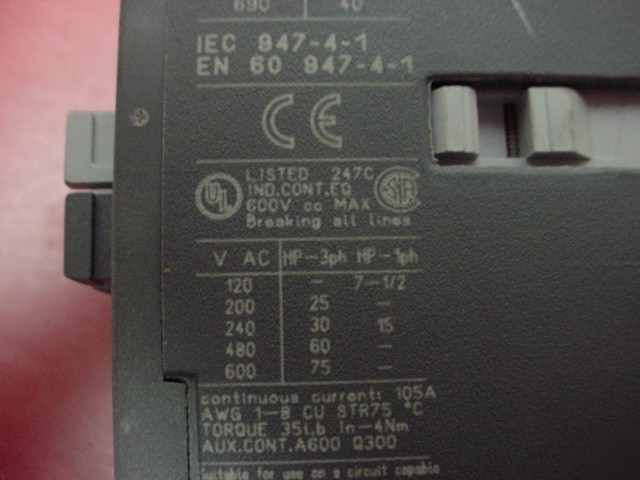 690 40
IEC 947-4-1
EN 60 947-4-1
CE
UL
LISTED 247C
IND.CONT.EQ
600V ac MAX
Breaking all lines
V AC HP-3ph HP-1ph
120 – 7-1/2
200 25 –
240 30 15
480 60 –
600 75 –
continuous current: 105A
AWG 1-8 CU STR75 °C
TORQUE 35Lb In-4Nm
AUX.CONT.A600 Q300
suitable for use on a circuit capable